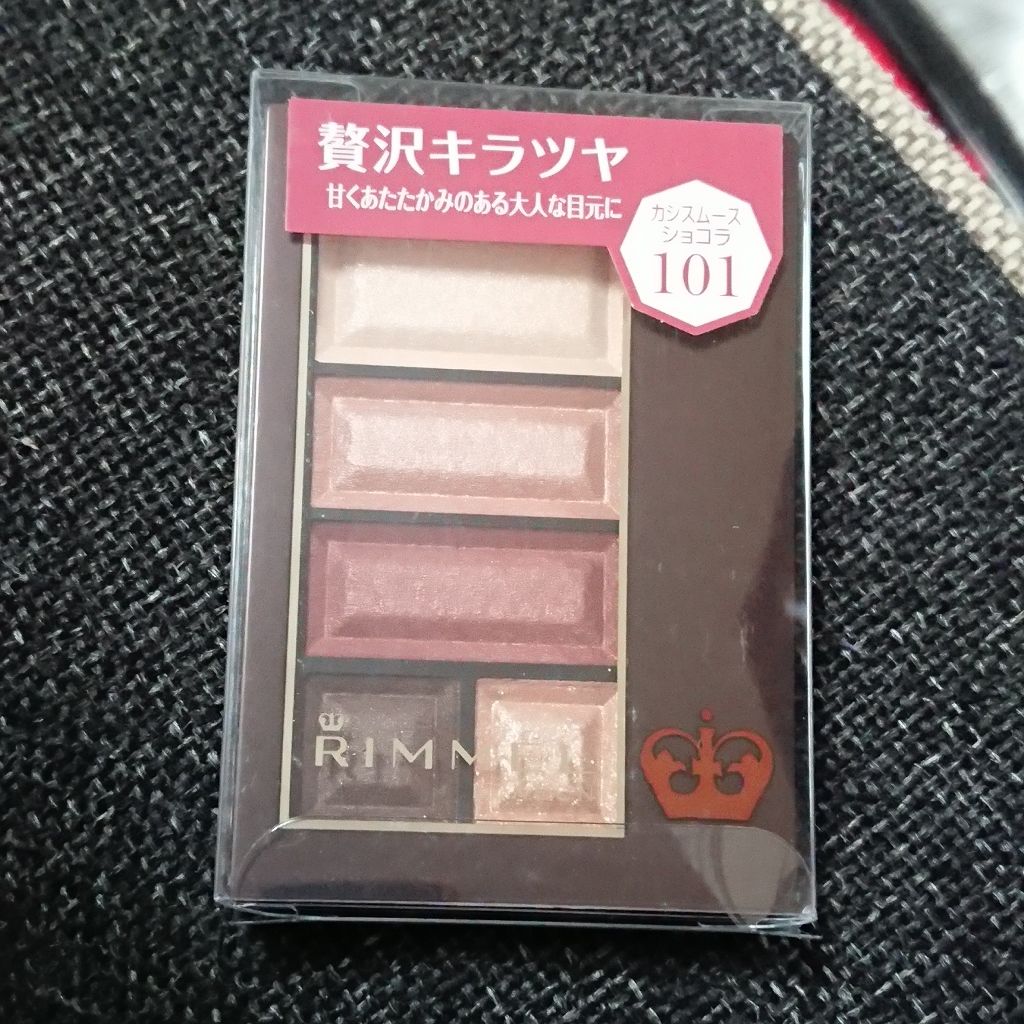 贅沢キラツヤ
甘くあたたかみのある大人な目元に
カシスムース
ショコラ
101
RIMMEL